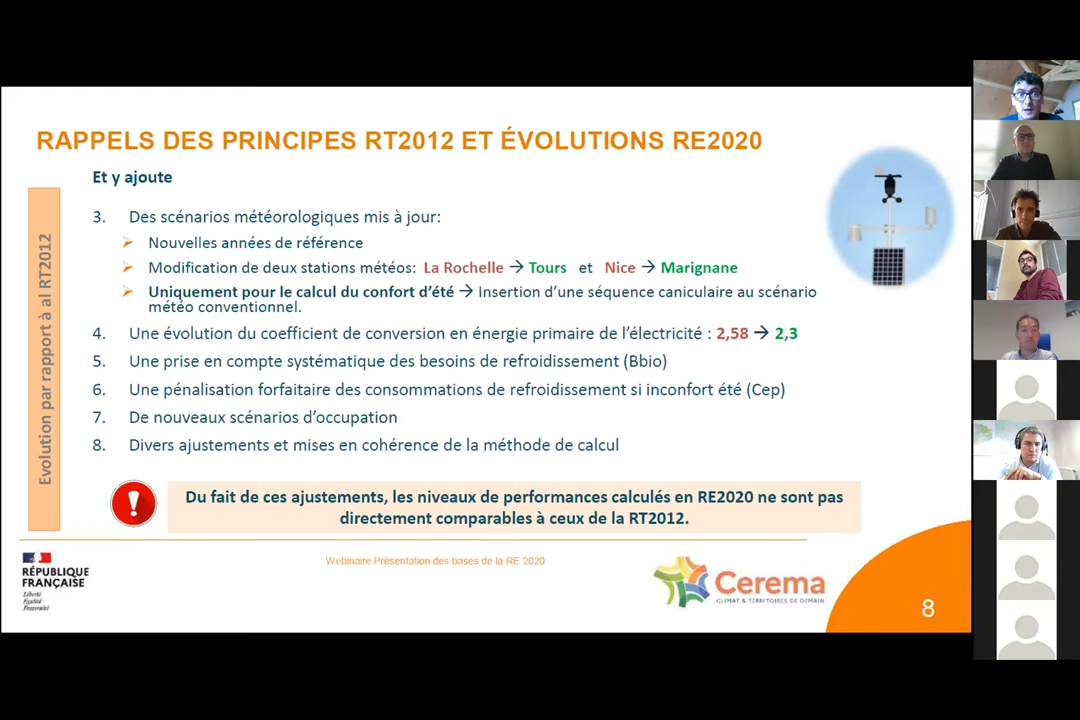 RAPPELS DES PRINCIPES RT2012 ET ÉVOLUTIONS RE2020
Et y ajoute
Evolution par rapport à al RT2012
3. Des scénarios météorologiques mis à jour:
➢ Nouvelles années de référence
➢ Modification de deux stations météos: La Rochelle → Tours et Nice → Marignane
➢ Uniquement pour le calcul du confort d'été → Insertion d'une séquence caniculaire au scénario
météo conventionnel.
4. Une évolution du coefficient de conversion en énergie primaire de l'électricité : 2,58 → 2,3
5. Une prise en compte systématique des besoins de refroidissement (Bbio)
6. Une pénalisation forfaitaire des consommations de refroidissement si inconfort été (Cep)
7. De nouveaux scénarios d'occupation
8. Divers ajustements et mises en cohérence de la méthode de calcul
!
Du fait de ces ajustements, les niveaux de performances calculés en RE2020 ne sont pas
directement comparables à ceux de la RT2012.
RÉPUBLIQUE
FRANÇAISE
Liberté
Égalité
Fraternité
Webinaire Présentation des bases de la RE 2020
Cerema
CLIMAT & TERRITOIRES DE DEMAIN
8